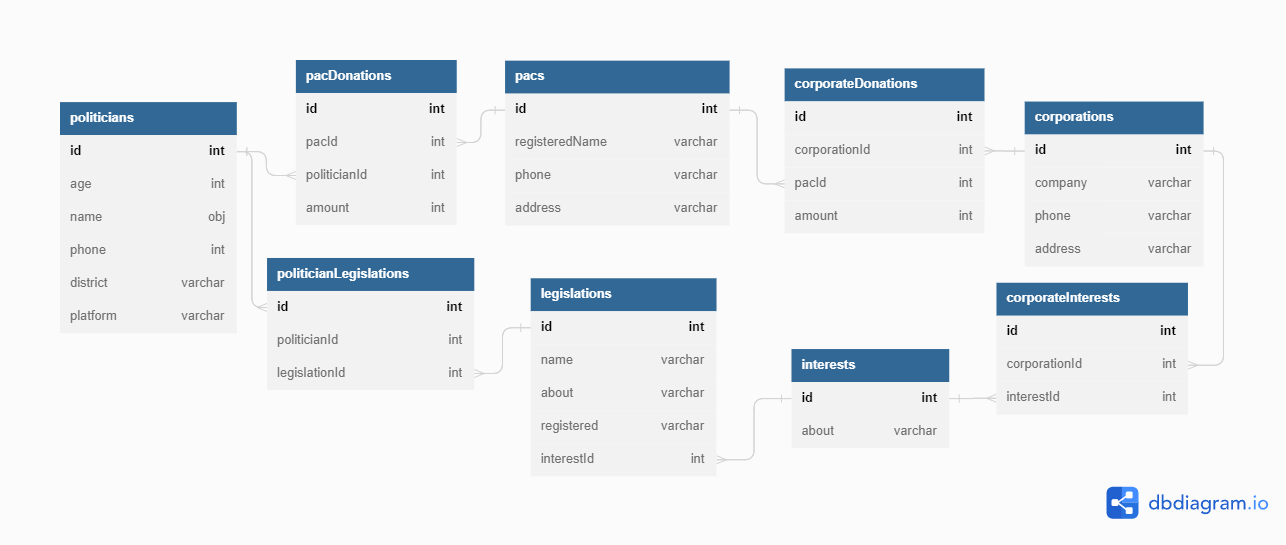 politicians
id int
age int
name obj
phone int
district varchar
platform varchar
pacDonations
id int
pacId int
politicianId int
amount int
pacs
id int
registeredName varchar
phone varchar
address varchar
corporateDonations
id int
corporationId int
pacId int
amount int
corporations
id int
company varchar
phone varchar
address varchar
politicianLegislations
id int
politicianId int
legislationId int
legislations
id int
name varchar
about varchar
registered varchar
interestId int
interests
id int
about varchar
corporateInterests
id int
corporationId int
interestId int
dbdiagram.io